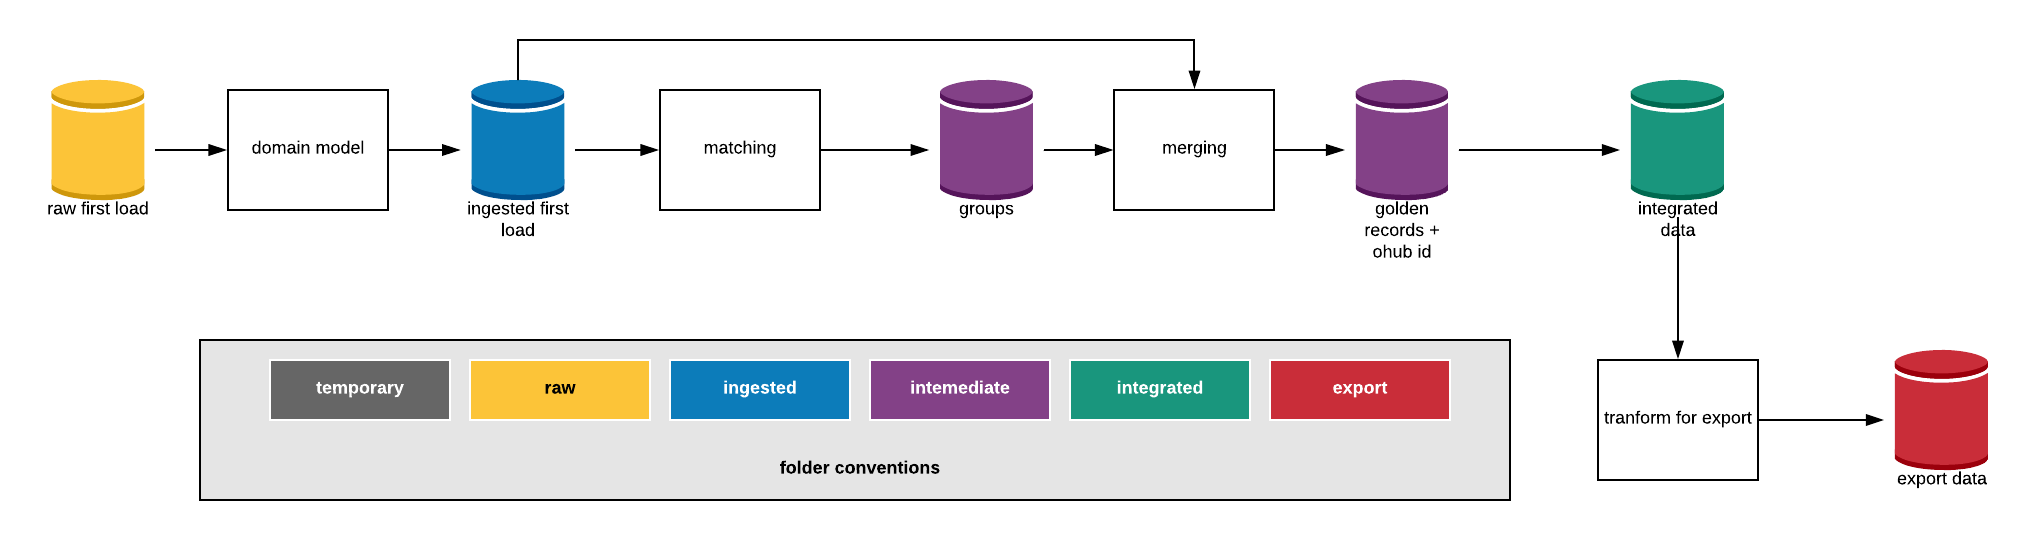 domain model
matching
merging
raw first load
ingested first
load
groups
golden
records +
ohub id
integrated
data
temporary
raw
ingested
intemediate
integrated
export
folder conventions
tranform for export
export data